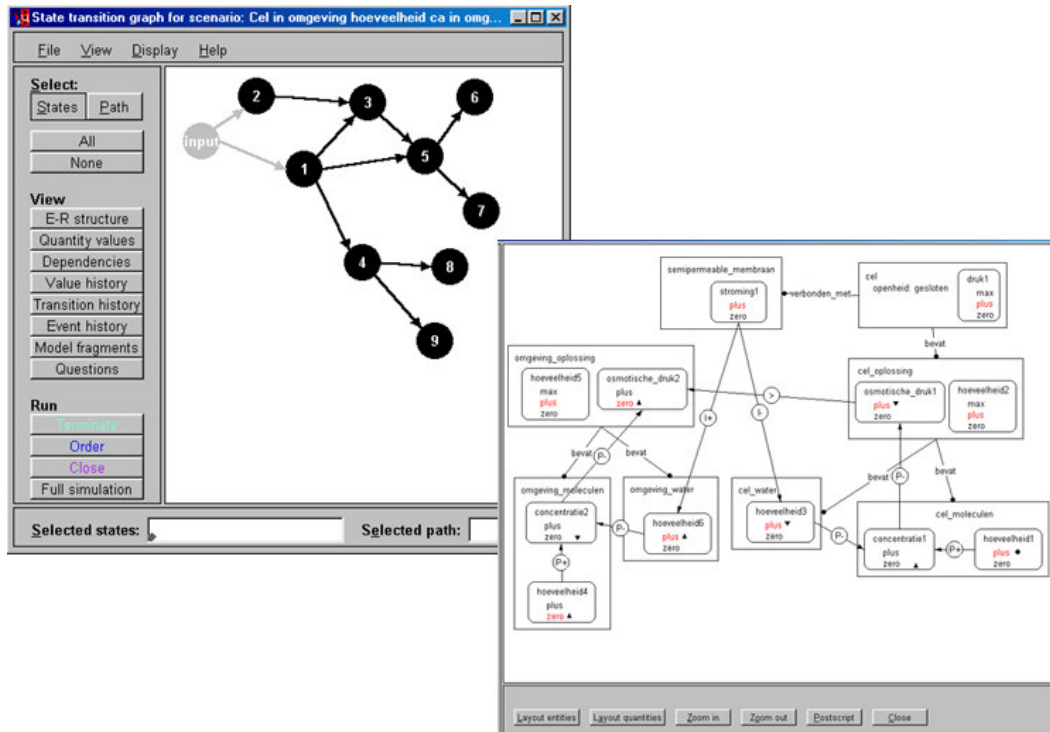 State transition graph for scenario: Cel in omgeving hoeveelheid ca in omg...
File View Display Help
Select:
States Path
All
None
View
E-R structure
Quantity values
Dependencies
Value history
Transition history
Event history
Model fragments
Questions
Run
Terminate
Order
Close
Full simulation
input
1
2
3
4
5
6
7
8
9
Selected states:
Selected path:
semipermeable_membraan
stroming1
plus
zero
verbonden_met
cel
openheid: gesloten
druk1
max
plus
zero
bevat
omgeving_oplossing
hoeveelheid5
max
plus
zero
osmotische_druk2
plus
zero
>
cel_oplossing
osmotische_druk1
plus
zero
hoeveelheid2
max
plus
zero
I+
I-
bevat
bevat
P-
bevat
bevat
P-
omgeving_moleculen
concentratie2
plus
zero
P+
hoeveelheid4
plus
zero
omgeving_water
P-
hoeveelheid6
plus
zero
cel_water
hoeveelheid3
plus
zero
P-
cel_moleculen
concentratie1
plus
zero
P+
hoeveelheid1
plus
zero
Layout entities Layout quantities Zoom in Zoom out Postscript Close